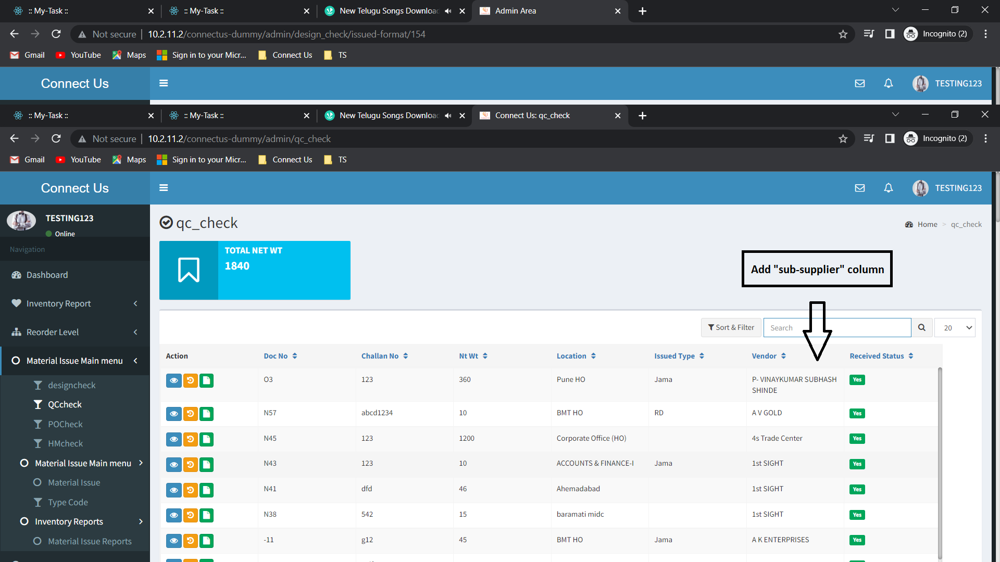 :: My-Task ::
:: My-Task ::
New Telugu Songs Download
Admin Area
Not secure
10.2.11.2/connectus-dummy/admin/design_check/issued-format/154
Incognito (2)
Gmail
YouTube
Maps
Sign in to your Micr...
Connect Us
TS
Connect Us
TESTING123
:: My-Task ::
:: My-Task ::
New Telugu Songs Download
Connect Us: qc_check
Not secure
10.2.11.2/connectus-dummy/admin/qc_check
Incognito (2)
Gmail
YouTube
Maps
Sign in to your Micr...
Connect Us
TS
Connect Us
TESTING123
TESTING123
Online
Navigation
Dashboard
Inventory Report
Reorder Level
Material Issue Main menu
designcheck
QCcheck
POCheck
HMcheck
Material Issue Main menu
Material Issue
Type Code
Inventory Reports
Material Issue Reports
qc_check
Home > qc_check
TOTAL NET WT
1840
Add "sub-supplier" column
Sort & Filter
Search
20
Action Doc No Challan No Nt Wt Location Issued Type Vendor Received Status
O3 123 360 Pune HO Jama P- VINAYKUMAR SUBHASH Yes
SHINDE
N57 abcd1234 10 BMT HO RD A V GOLD Yes
N45 123 1200 Corporate Office (HO) 4s Trade Center Yes
N43 123 10 ACCOUNTS & FINANCE-I Jama 1st SIGHT Yes
N41 dfd 46 Ahemadabad 1st SIGHT Yes
N38 542 15 baramati midc 1st SIGHT Yes
-11 g12 45 BMT HO Jama A K ENTERPRISES Yes